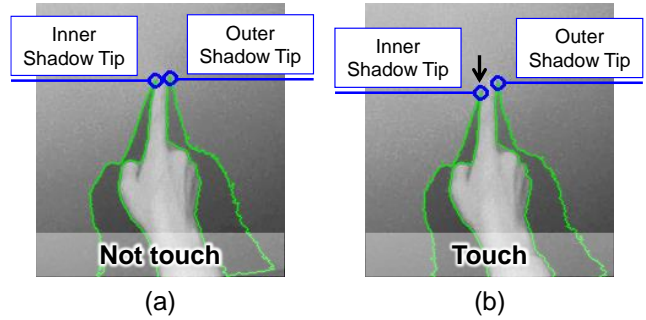 Inner
Shadow Tip
Outer
Shadow Tip
Not touch
(a)
Inner
Shadow Tip
Outer
Shadow Tip
Touch
(b)